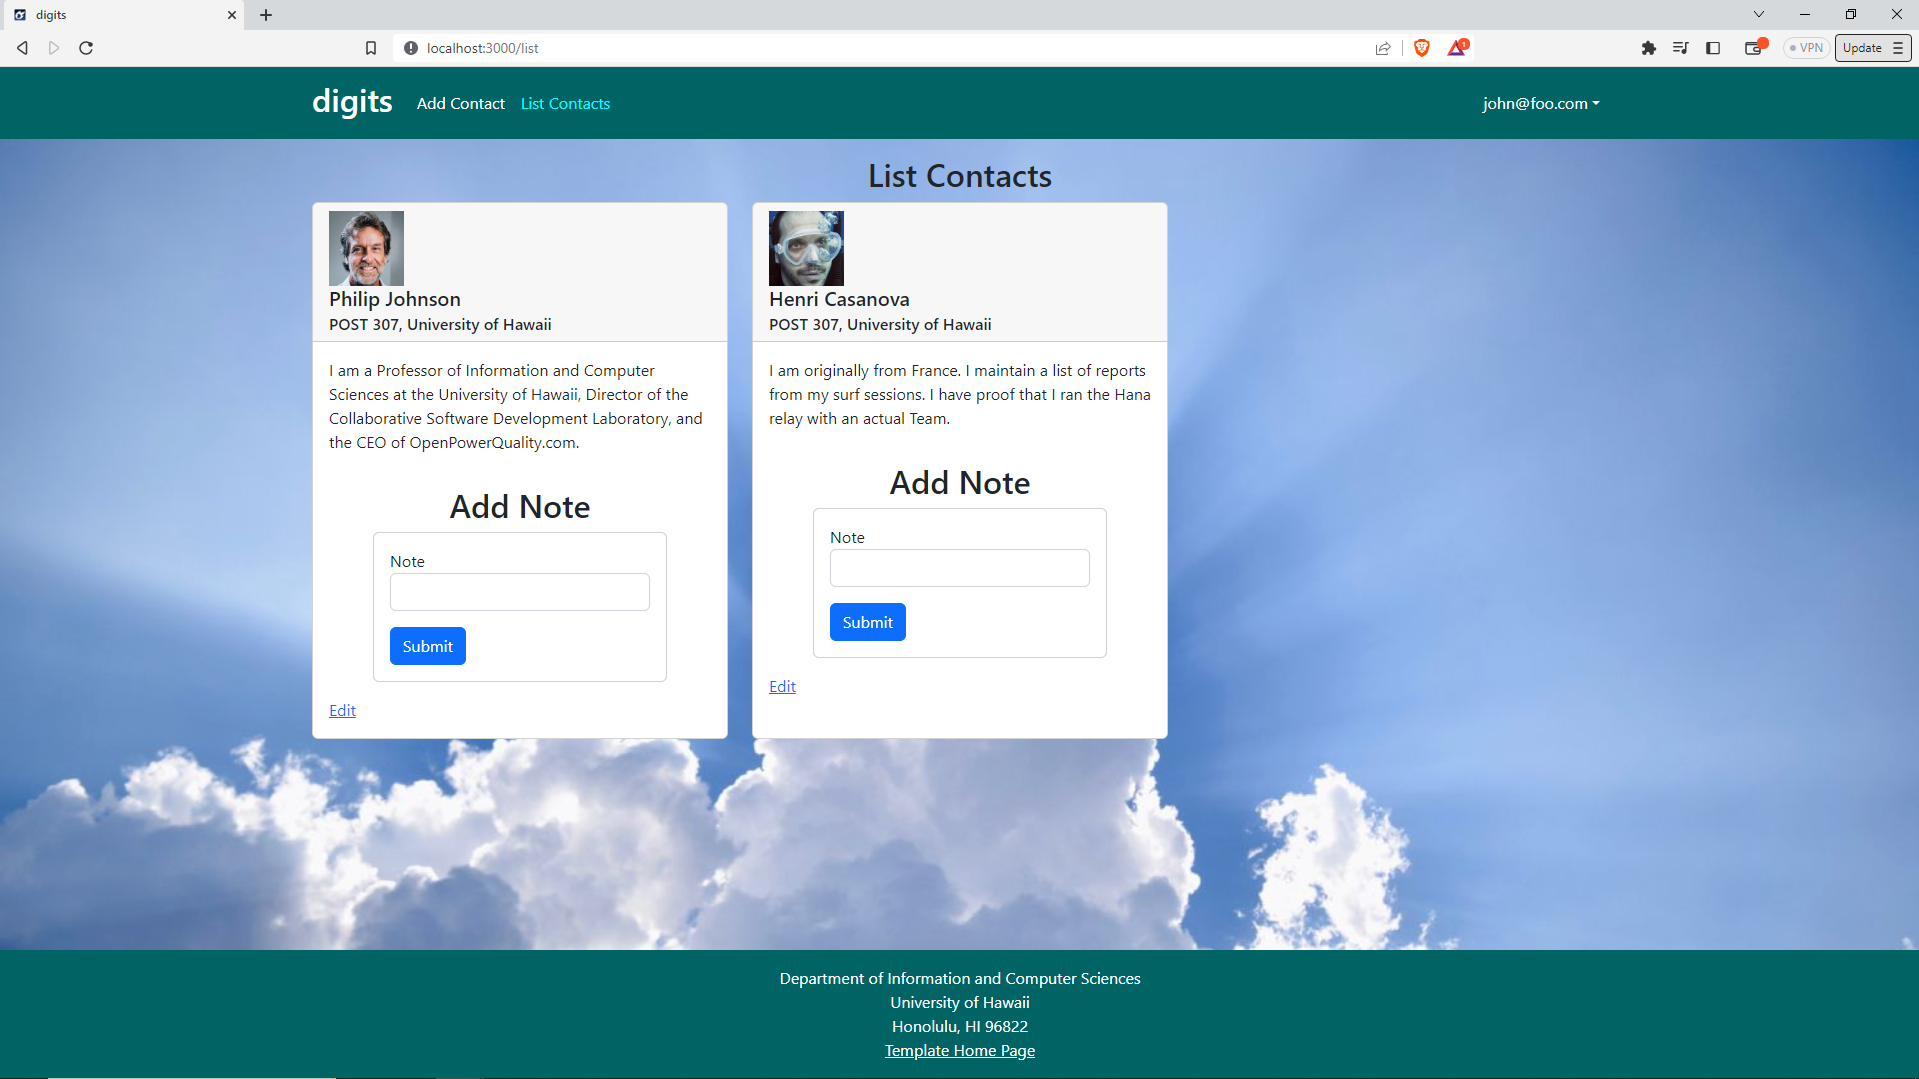 digits
localhost:3000/list
1
VPN
Update
digits
Add Contact
List Contacts
john@foo.com
List Contacts
Philip Johnson
POST 307, University of Hawaii
I am a Professor of Information and Computer
Sciences at the University of Hawaii, Director of the
Collaborative Software Development Laboratory, and
the CEO of OpenPowerQuality.com.
Add Note
Note
Submit
Edit
Henri Casanova
POST 307, University of Hawaii
I am originally from France. I maintain a list of reports
from my surf sessions. I have proof that I ran the Hana
relay with an actual Team.
Add Note
Note
Submit
Edit
Department of Information and Computer Sciences
University of Hawaii
Honolulu, HI 96822
Template Home Page